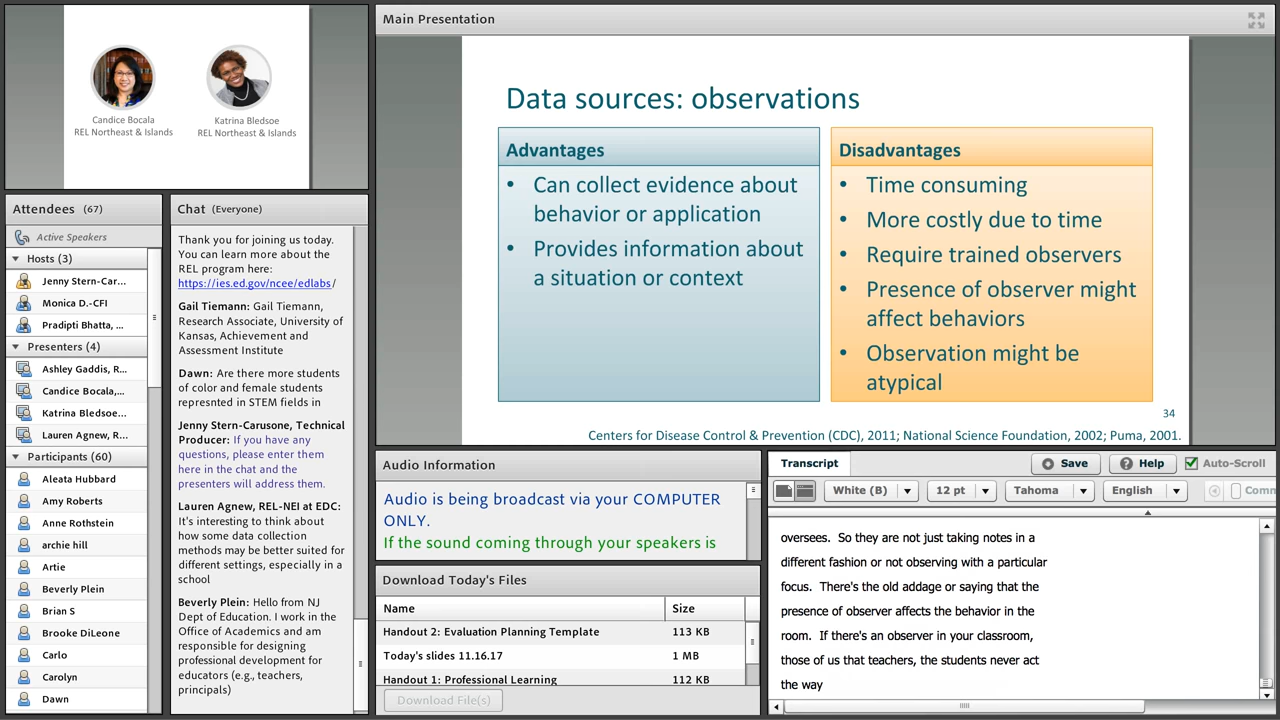 Candice Bocala
REL Northeast & Islands
Katrina Bledsoe
REL Northeast & Islands
Attendees (67)
Active Speakers
Hosts (3)
Jenny Stern-Car...
Monica D.-CFI
Pradipti Bhatta, ...
Presenters (4)
Ashley Gaddis, R...
Candice Bocala,...
Katrina Bledsoe...
Lauren Agnew, R...
Participants (60)
Aleata Hubbard
Amy Roberts
Anne Rothstein
archie hill
Artie
Beverly Plein
Brian S
Brooke DiLeone
Carlo
Carolyn
Dawn
Chat (Everyone)
Thank you for joining us today.
You can learn more about the
REL program here:
https://ies.ed.gov/ncee/edlabs/
Gail Tiemann: Gail Tiemann,
Research Associate, University of
Kansas, Achievement and
Assessment Institute
Dawn: Are there more students
of color and female students
represnted in STEM fields in
Jenny Stern-Carusone, Technical
Producer: If you have any
questions, please enter them
here in the chat and the
presenters will address them.
Lauren Agnew, REL-NEI at EDC:
It's interesting to think about
how some data collection
methods may be better suited for
different settings, especially in a
school
Beverly Plein: Hello from NJ
Dept of Education. I work in the
Office of Academics and am
responsible for designing
professional development for
educators (e.g., teachers,
principals)
Main Presentation
Data sources: observations
Advantages
• Can collect evidence about
behavior or application
• Provides information about
a situation or context
Disadvantages
• Time consuming
• More costly due to time
• Require trained observers
• Presence of observer might
affect behaviors
• Observation might be
atypical
34
Centers for Disease Control & Prevention (CDC), 2011; National Science Foundation, 2002; Puma, 2001.
Audio Information
Audio is being broadcast via your COMPUTER
ONLY.
If the sound coming through your speakers is
Download Today's Files
Name Size
Handout 2: Evaluation Planning Template 113 KB
Today's slides 11.16.17 1 MB
Handout 1: Professional Learning 112 KB
Download File(s)
Transcript Save Help Auto-Scroll
White (B) 12 pt Tahoma English Comm
oversees. So they are not just taking notes in a
different fashion or not observing with a particular
focus. There's the old addage or saying that the
presence of observer affects the behavior in the
room. If there's an observer in your classroom,
those of us that teachers, the students never act
the way